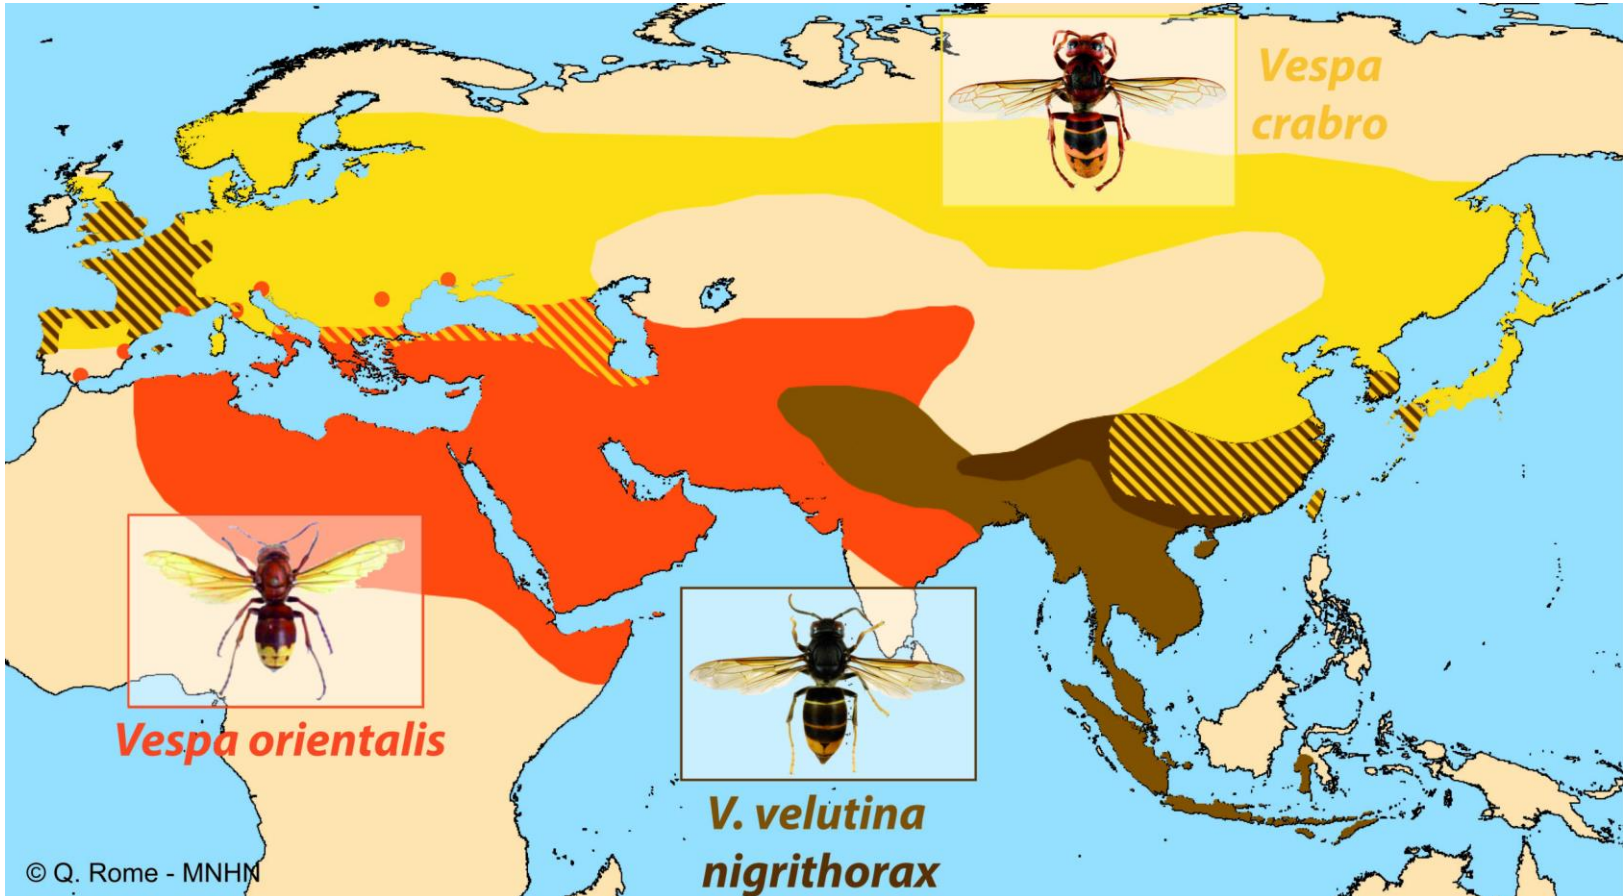 Vespa
crabro
Vespa orientalis
V. velutina
nigrithorax
© Q. Rome - MNHN